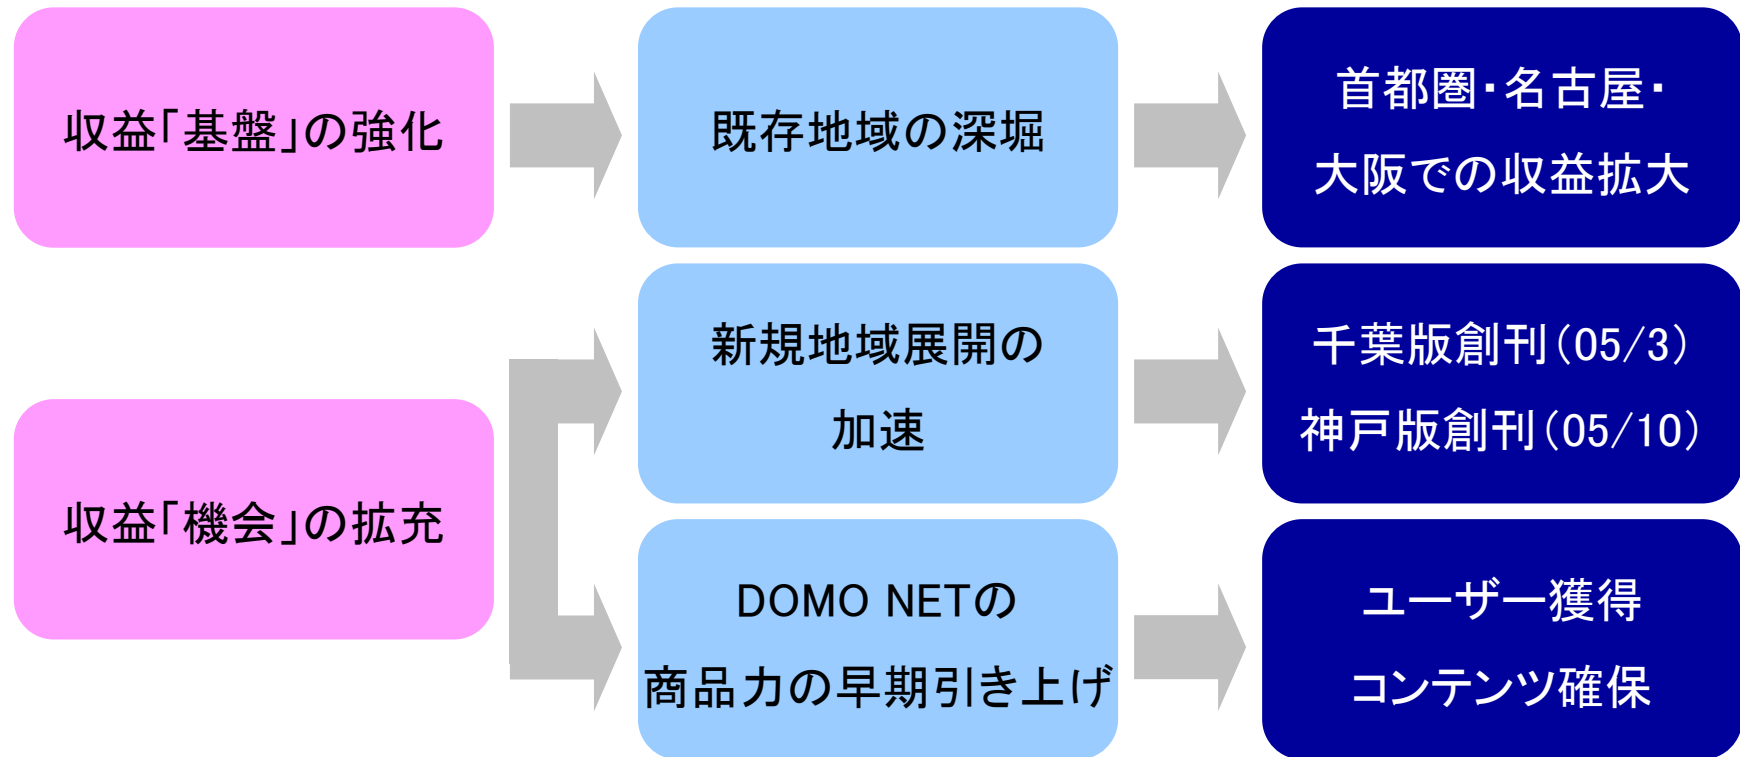 収益「基盤」の強化
既存地域の深堀
首都圏・名古屋・
大阪での収益拡大
収益「機会」の拡充
新規地域展開の
加速
千葉版創刊(05/3)
神戸版創刊(05/10)
DOMO NETの
商品力の早期引き上げ
ユーザー獲得
コンテンツ確保